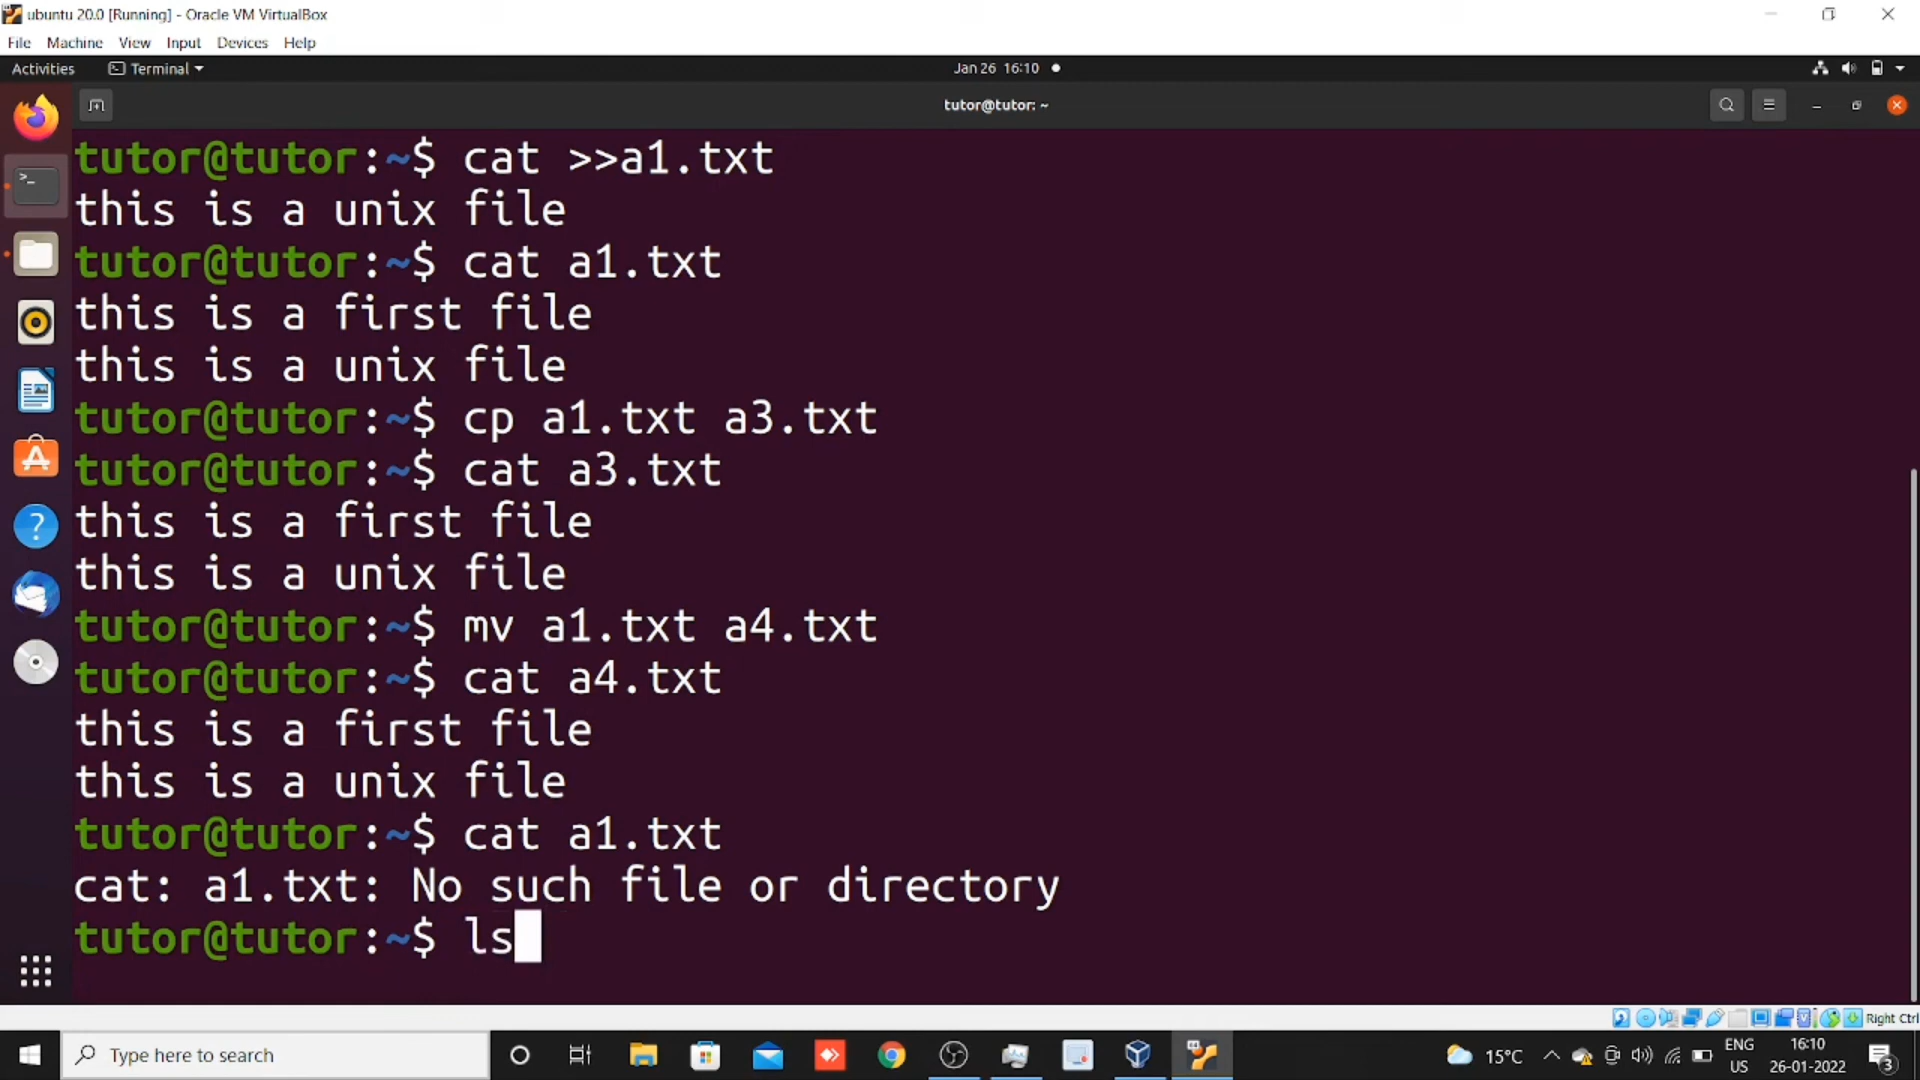 ubuntu 20.0 [Running] - Oracle VM VirtualBox
File Machine View Input Devices Help
Activities Terminal Jan 26 16:10
tutor@tutor: ~
tutor@tutor:~$ cat >>a1.txt
this is a unix file
tutor@tutor:~$ cat a1.txt
this is a first file
this is a unix file
tutor@tutor:~$ cp a1.txt a3.txt
tutor@tutor:~$ cat a3.txt
this is a first file
this is a unix file
tutor@tutor:~$ mv a1.txt a4.txt
tutor@tutor:~$ cat a4.txt
this is a first file
this is a unix file
tutor@tutor:~$ cat a1.txt
cat: a1.txt: No such file or directory
tutor@tutor:~$ ls
Right Ctrl
Type here to search
15°C
ENG
US
16:10
26-01-2022
3